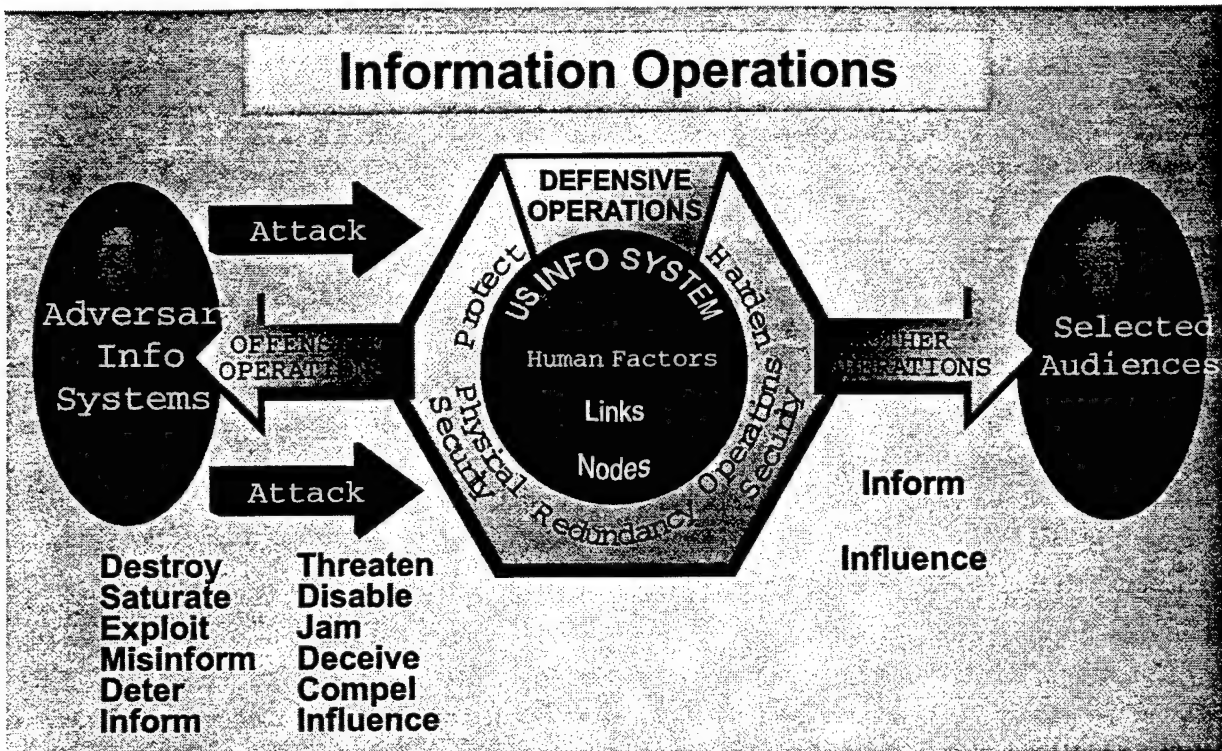 Information Operations
DEFENSIVE
OPERATIONS
Attack
Protect
US INFO SYSTEM
Harden
Adversar
Info
Systems
OPERATIONS
Human Factors
Links
Nodes
Selected
Audiences
Physical
Security
Redundancy
Operations
Security
Attack
Inform
Influence
Destroy
Saturate
Exploit
Misinform
Deter
Inform
Threaten
Disable
Jam
Deceive
Compel
Influence